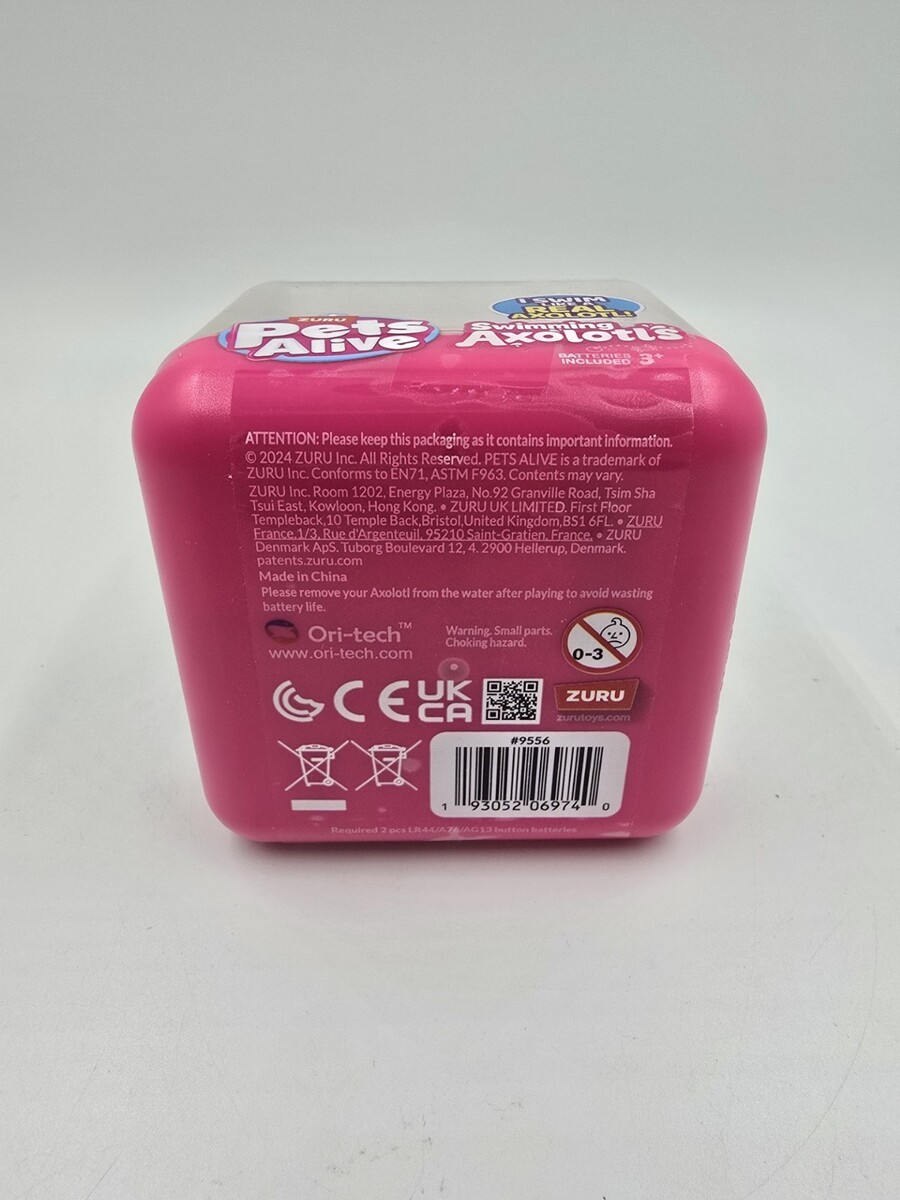 ZURU
Pets
Alive
I SWIM
LIKE A
REAL
AXOLOTL!
Swimming
Axolotls
BATTERIES
INCLUDED 3+
ATTENTION: Please keep this packaging as it contains important information.
© 2024 ZURU Inc. All Rights Reserved. PETS ALIVE is a trademark of
ZURU Inc. Conforms to EN71, ASTM F963. Contents may vary.
ZURU Inc. Room 1202, Energy Plaza, No.92 Granville Road, Tsim Sha
Tsui East, Kowloon, Hong Kong. • ZURU UK LIMITED. First Floor
Templeback,10 Temple Back,Bristol,United Kingdom,BS1 6FL. • ZURU
France.1/3, Rue d'Argenteuil, 95210 Saint-Gratien, France. • ZURU
Denmark ApS. Tuborg Boulevard 12, 4. 2900 Hellerup, Denmark.
patents.zuru.com
Made in China
Please remove your Axolotl from the water after playing to avoid wasting
battery life.
Ori-tech™
www.ori-tech.com
Warning. Small parts.
Choking hazard.
0-3
CE UK
CA
ZURU
zurutoys.com
#9556
1 93052 06974 0
Required 2 pcs LR44/A76/AG13 button batteries